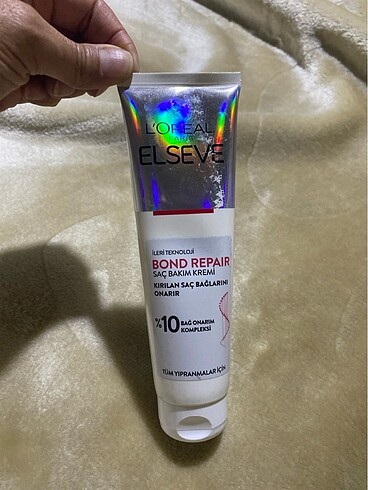 L'ORÉAL
PARIS
ELSEVE
İLERİ TEKNOLOJİ
BOND REPAIR
SAÇ BAKIM KREMİ
KIRILAN SAÇ BAĞLARINI
ONARIR
%10 BAĞ ONARIM
KOMPLEKSİ
TÜM YIPRANMALAR İÇİN